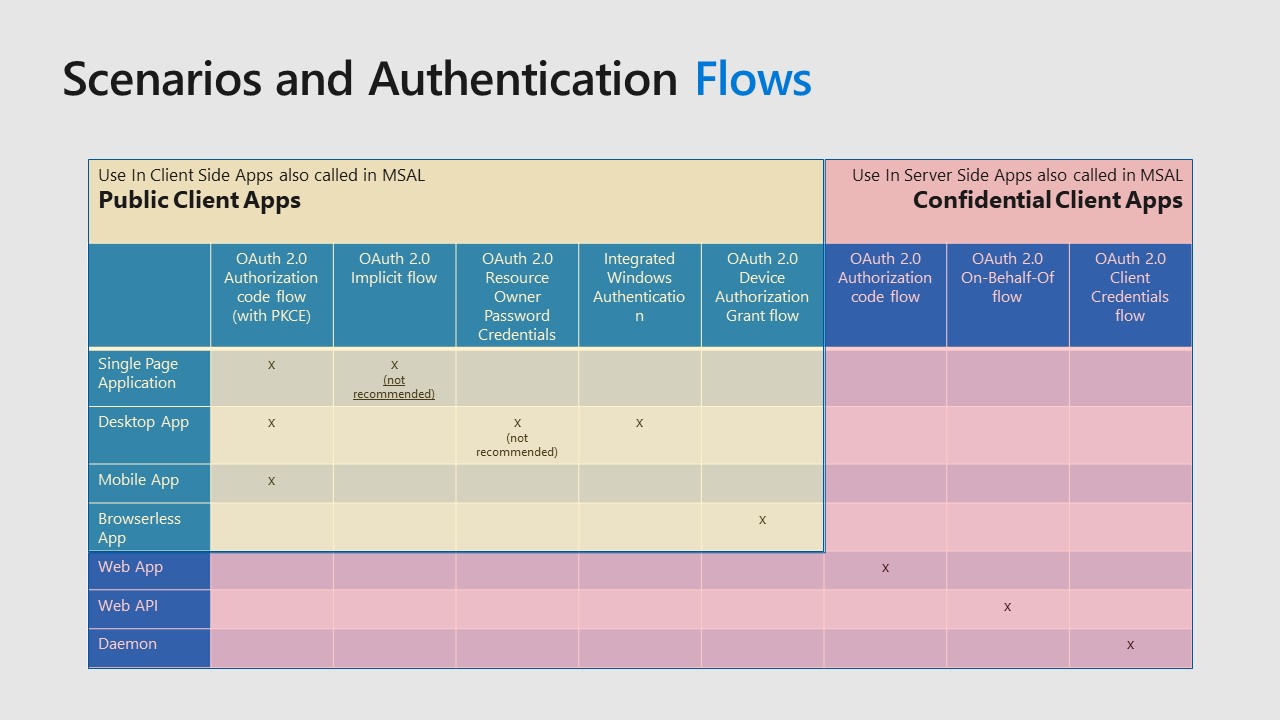 Scenarios and Authentication Flows
Use In Client Side Apps also called in MSAL
Public Client Apps
Use In Server Side Apps also called in MSAL
Confidential Client Apps
OAuth 2.0
Authorization
code flow
(with PKCE)
OAuth 2.0
Implicit flow
OAuth 2.0
Resource
Owner
Password
Credentials
Integrated
Windows
Authenticatio
n
OAuth 2.0
Device
Authorization
Grant flow
OAuth 2.0
Authorization
code flow
OAuth 2.0
On-Behalf-Of
flow
OAuth 2.0
Client
Credentials
flow
Single Page
Application
x
x
(not
recommended)
Desktop App
x
x
(not
recommended)
x
Mobile App
x
Browserless
App
x
Web App
x
Web API
x
Daemon
x